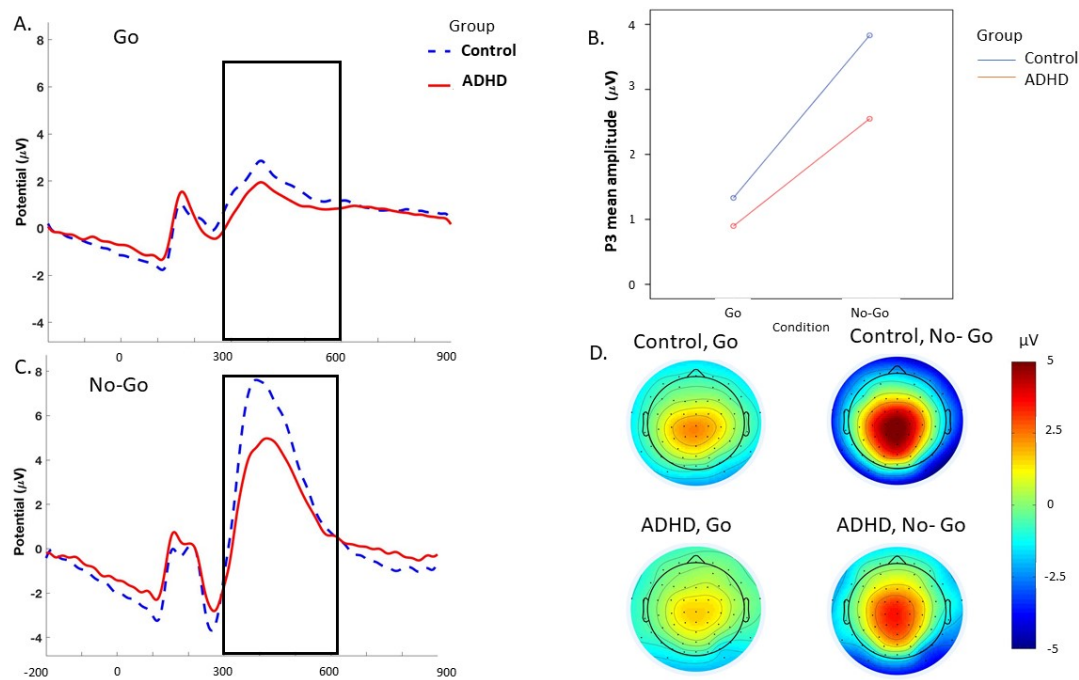 A.
Go
Group
Control
ADHD
8
6
4
2
0
-2
-4
Potential (µV)
0
300
600
900
B.
4
3
2
1
0
P3 mean amplitude (µV)
Go
No-Go
Condition
Group
Control
ADHD
C.
No-Go
8
6
4
2
0
-2
-4
Potential (µV)
-200
0
300
600
900
D.
Control, Go
Control, No- Go
ADHD, Go
ADHD, No- Go
µV
5
2.5
0
-2.5
-5